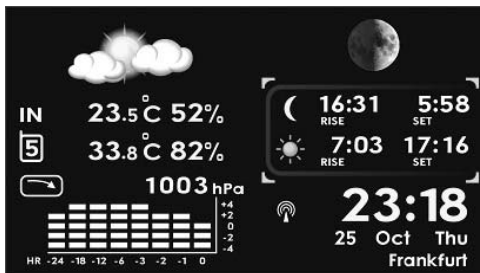 IN 23.5°C 52%
5 33.8°C 82%
1003 hPa
+4
+2
0
-2
-4
HR -24 -18 -12 -6 -3 -2 -1 0
16:31 5:58
RISE SET
7:03 17:16
RISE SET
23:18
25 Oct Thu
Frankfurt